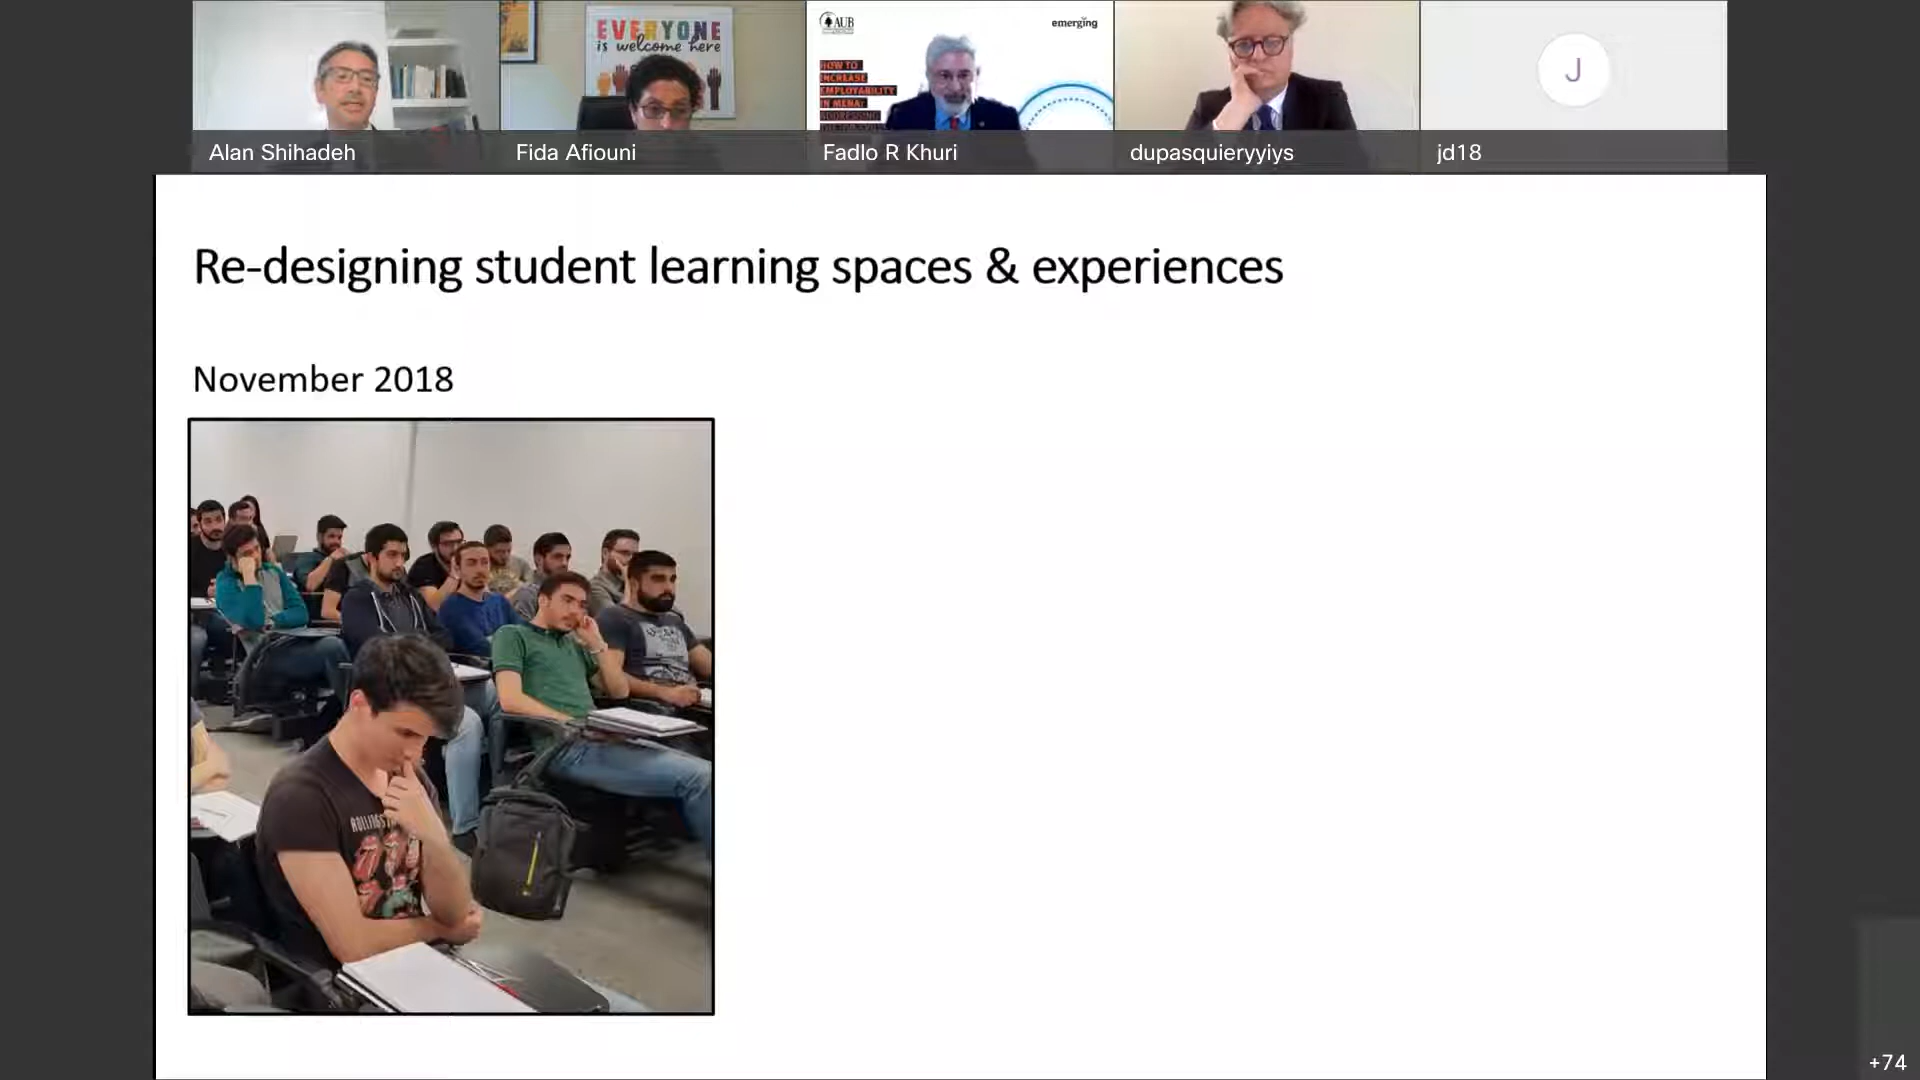 EVERYONE
is welcome here
AUB
emerging
HOW TO
INCREASE
EMPLOYABILITY
IN MENA:
ADDRESSING
Alan Shihadeh
Fida Afiouni
Fadlo R Khuri
dupasquieryyiys
J
jd18
Re-designing student learning spaces & experiences
November 2018
+74